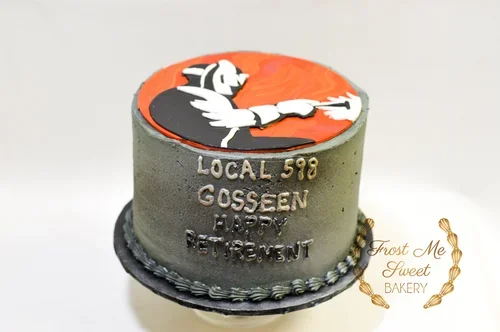 LOCAL 598
GOSSEEN
HAPPY
RETIREMENT
Frost Me
Sweet
BAKERY